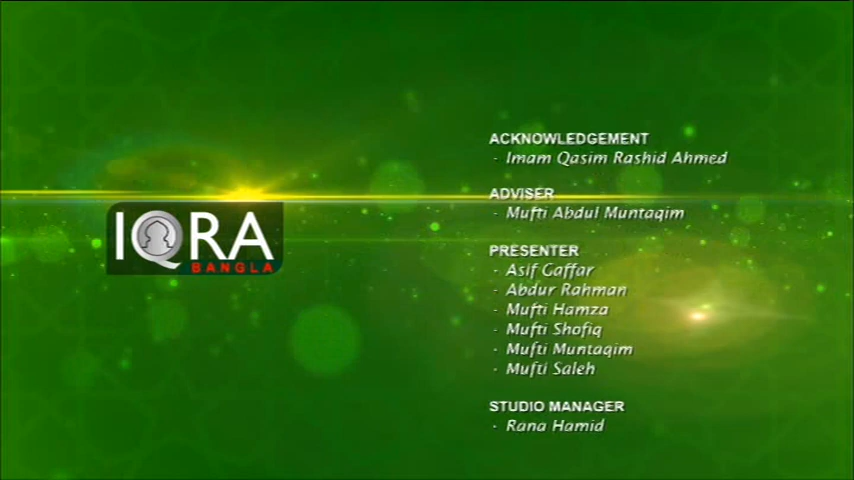 IQRA
BANGLA
ACKNOWLEDGEMENT
- Imam Qasim Rashid Ahmed
ADVISER
- Mufti Abdul Muntaqim
PRESENTER
- Asif Gaffar
- Abdur Rahman
- Mufti Hamza
- Mufti Shofiq
- Mufti Muntaqim
- Mufti Saleh
STUDIO MANAGER
- Rana Hamid